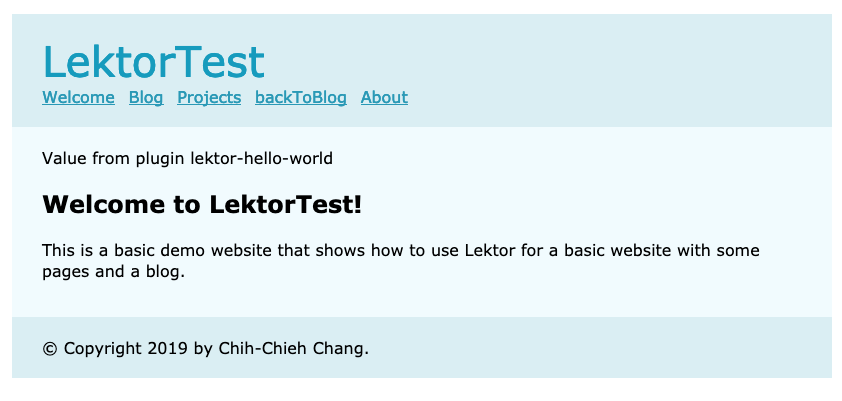 LektorTest
Welcome Blog Projects backToBlog About
Value from plugin lektor-hello-world
Welcome to LektorTest!
This is a basic demo website that shows how to use Lektor for a basic website with some
pages and a blog.
© Copyright 2019 by Chih-Chieh Chang.